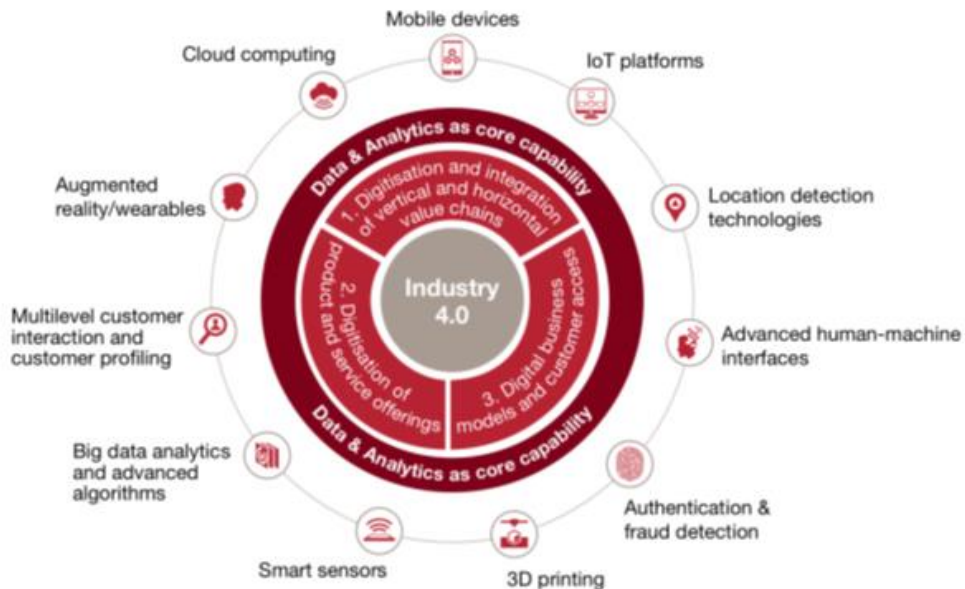 Mobile devices
Cloud computing
IoT platforms
Augmented
reality/wearables
Location detection
technologies
Multilevel customer
interaction and
customer profiling
Advanced human-machine
interfaces
Big data analytics
and advanced
algorithms
Authentication &
fraud detection
Smart sensors
3D printing
Data & Analytics as core capability
1. Digitisation and integration
of vertical and horizontal
value chains
2. Digitisation of
product and service offerings
3. Digital business
models and customer access
Industry
4.0
Data & Analytics as core capability